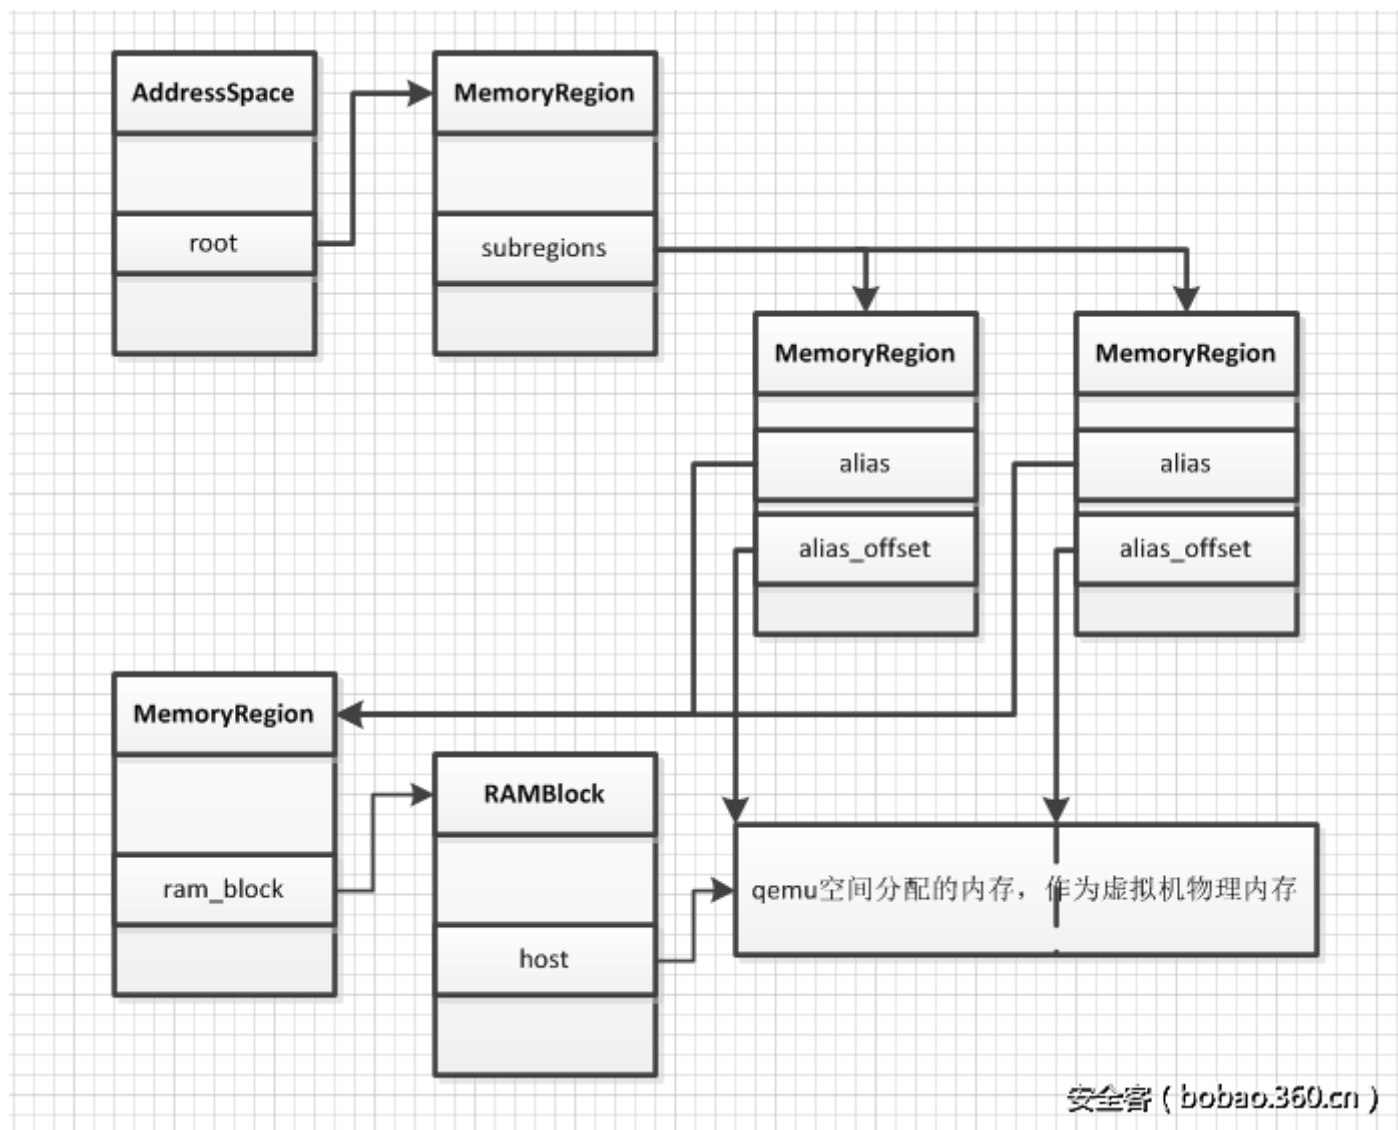 AddressSpace
root
MemoryRegion
subregions
MemoryRegion
alias
alias_offset
MemoryRegion
alias
alias_offset
MemoryRegion
ram_block
RAMBlock
host
qemu空间分配的内存，作为虚拟机物理内存
安全客（bobao.360.cn）